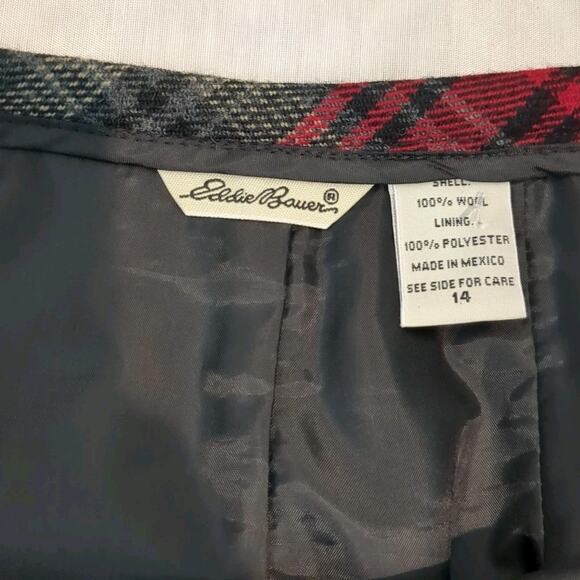 Eddie Bauer®
SHELL:
100% WOOL
LINING:
100% POLYESTER
MADE IN MEXICO
SEE SIDE FOR CARE
14